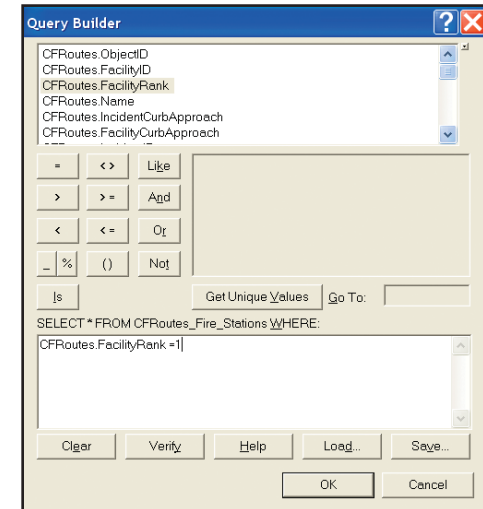 Query Builder
CFRoutes.ObjectID
CFRoutes.FacilityID
CFRoutes.FacilityRank
CFRoutes.Name
CFRoutes.IncidentCurbApproach
CFRoutes.FacilityCurbApproach
= <> Like
> >= And
< <= Or
_ % () Not
Is Get Unique Values Go To:
SELECT * FROM CFRoutes_Fire_Stations WHERE:
CFRoutes.FacilityRank =1
Clear Verify Help Load... Save...
OK Cancel